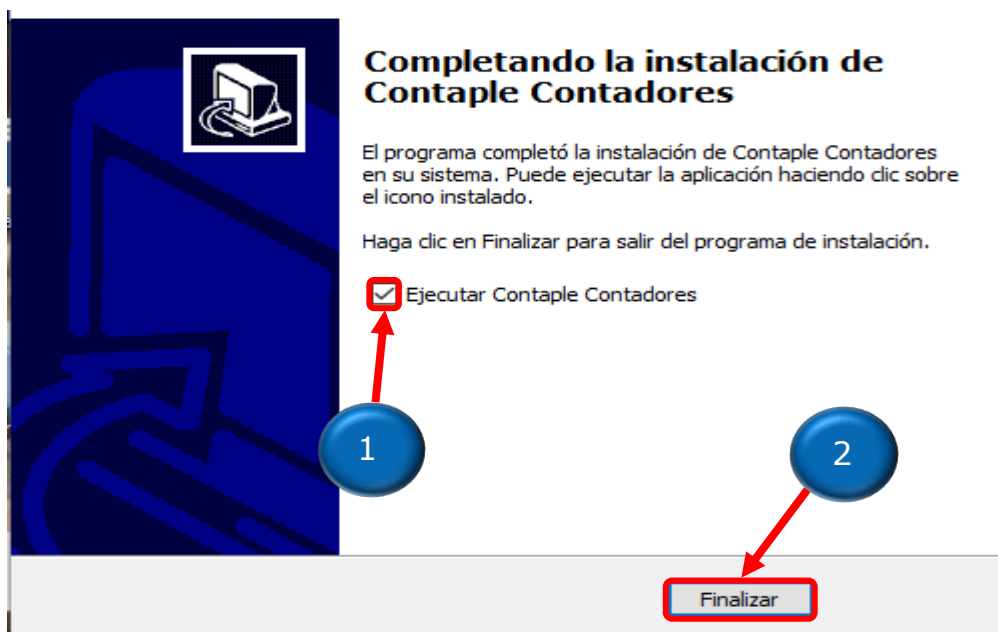 Completando la instalación de
Contaple Contadores
El programa completó la instalación de Contaple Contadores
en su sistema. Puede ejecutar la aplicación haciendo clic sobre
el icono instalado.
Haga clic en Finalizar para salir del programa de instalación.
Ejecutar Contaple Contadores
1
2
Finalizar